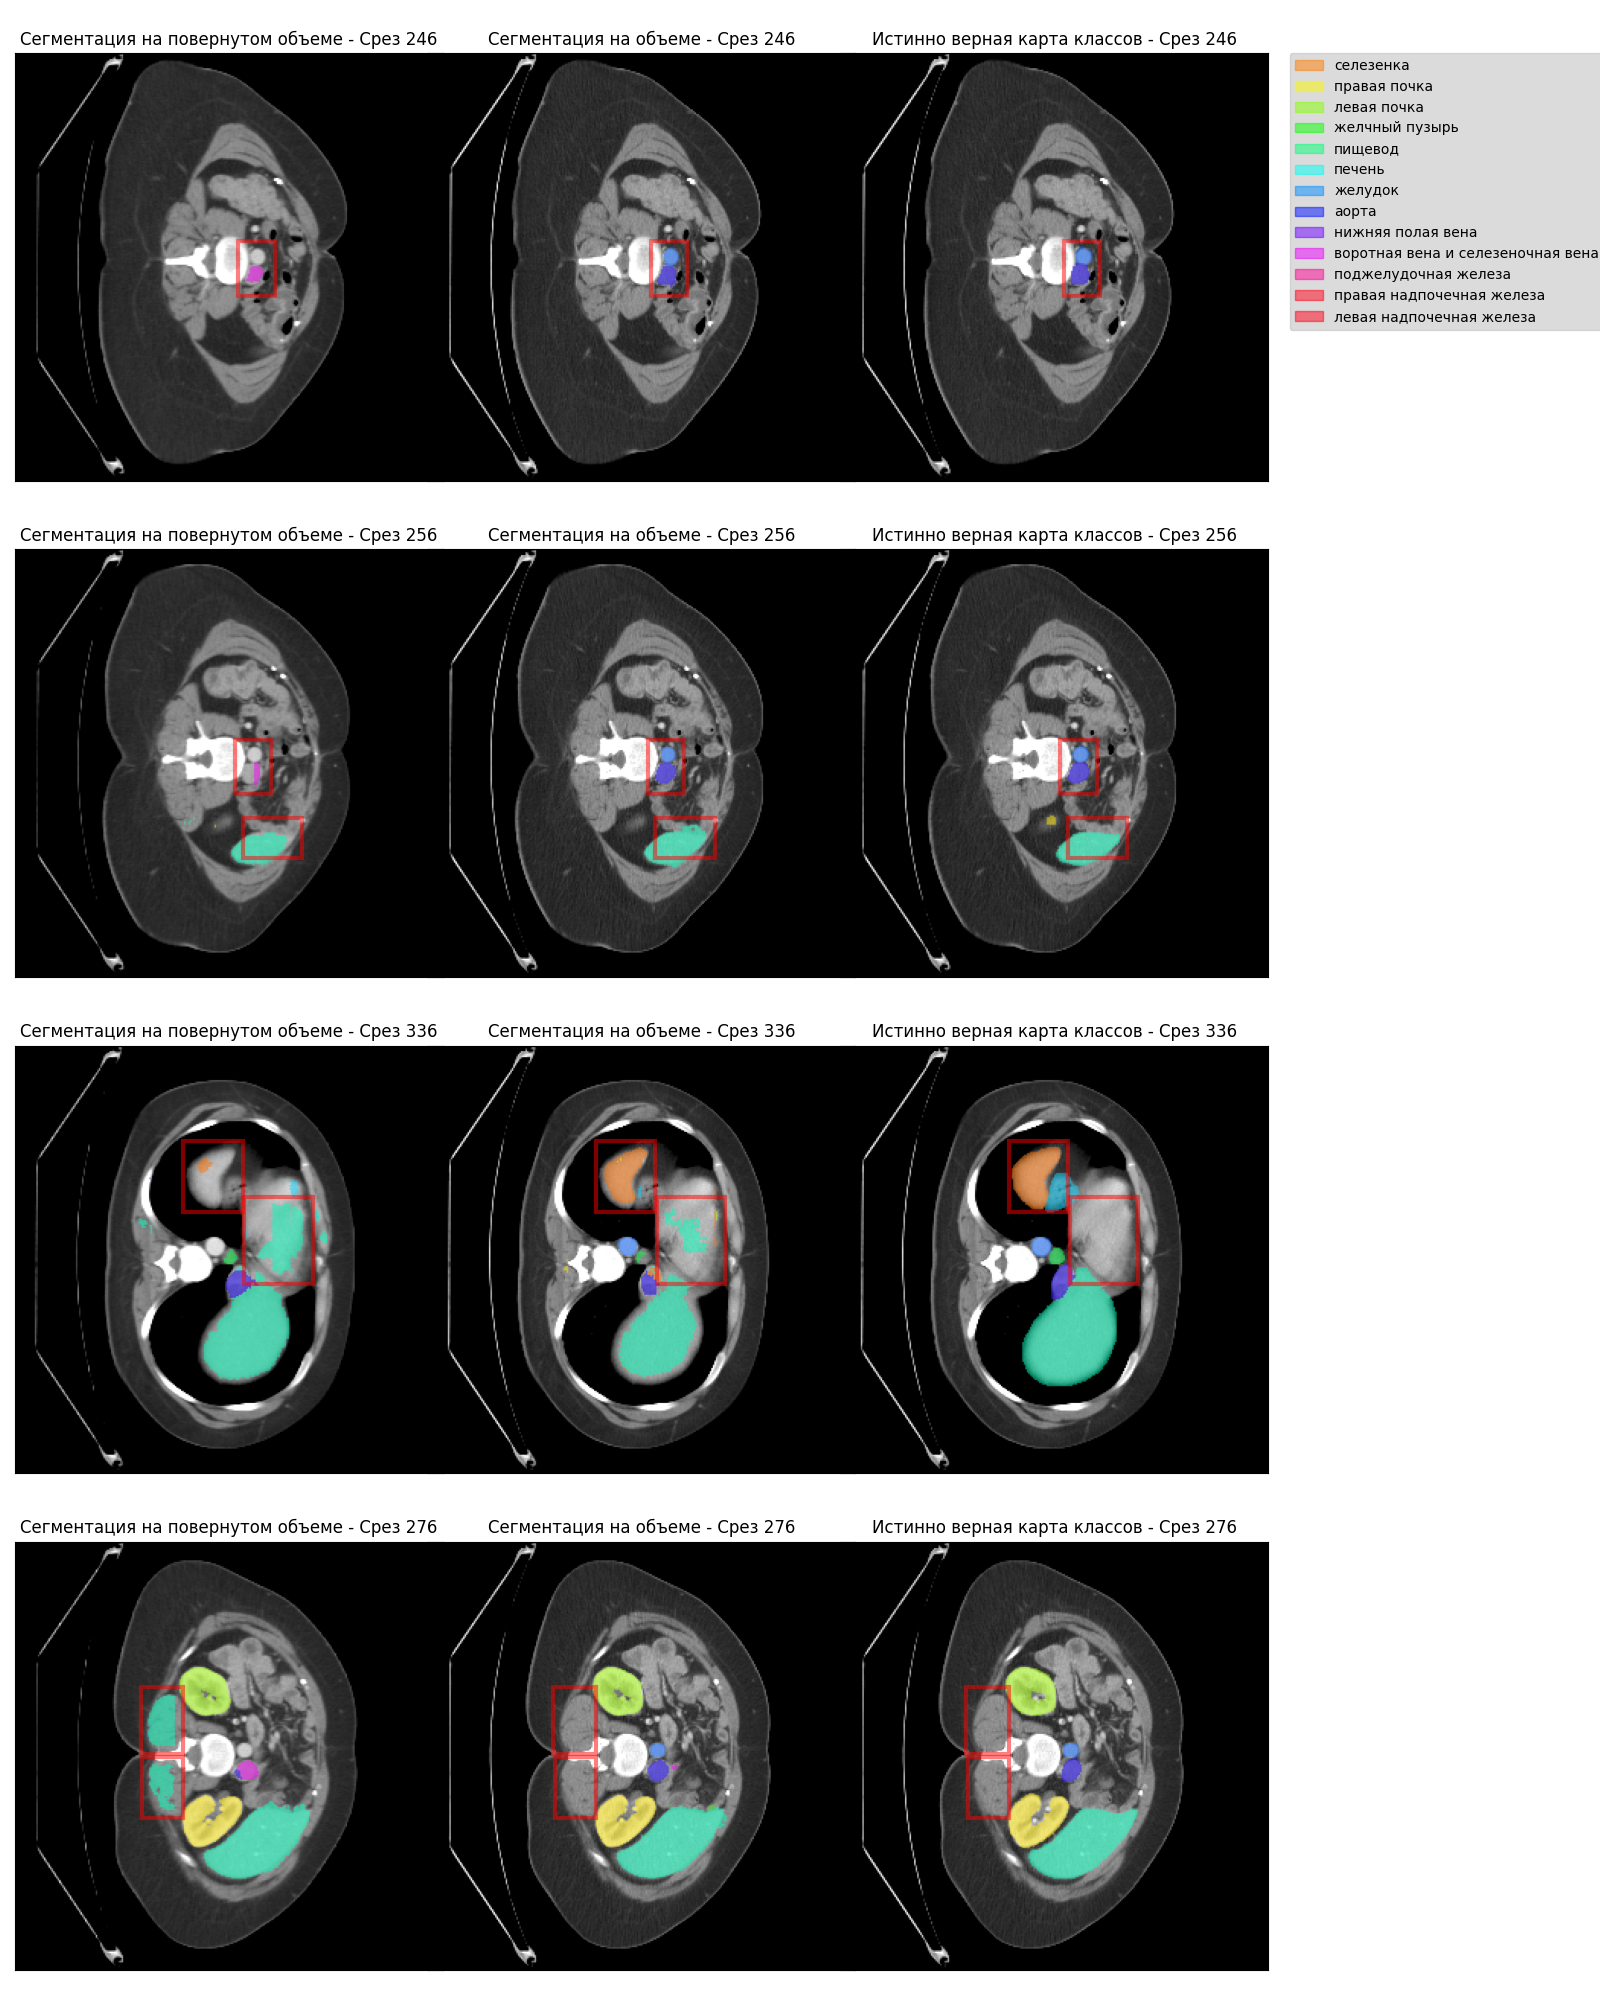 Сегментация на повернутом объеме - Срез 246
Сегментация на объеме - Срез 246
Истинно верная карта классов - Срез 246
селезенка
правая почка
левая почка
желчный пузырь
пищевод
печень
желудок
аорта
нижняя полая вена
воротная вена и селезеночная вена
поджелудочная железа
правая надпочечная железа
левая надпочечная железа
Сегментация на повернутом объеме - Срез 256
Сегментация на объеме - Срез 256
Истинно верная карта классов - Срез 256
Сегментация на повернутом объеме - Срез 336
Сегментация на объеме - Срез 336
Истинно верная карта классов - Срез 336
Сегментация на повернутом объеме - Срез 276
Сегментация на объеме - Срез 276
Истинно верная карта классов - Срез 276